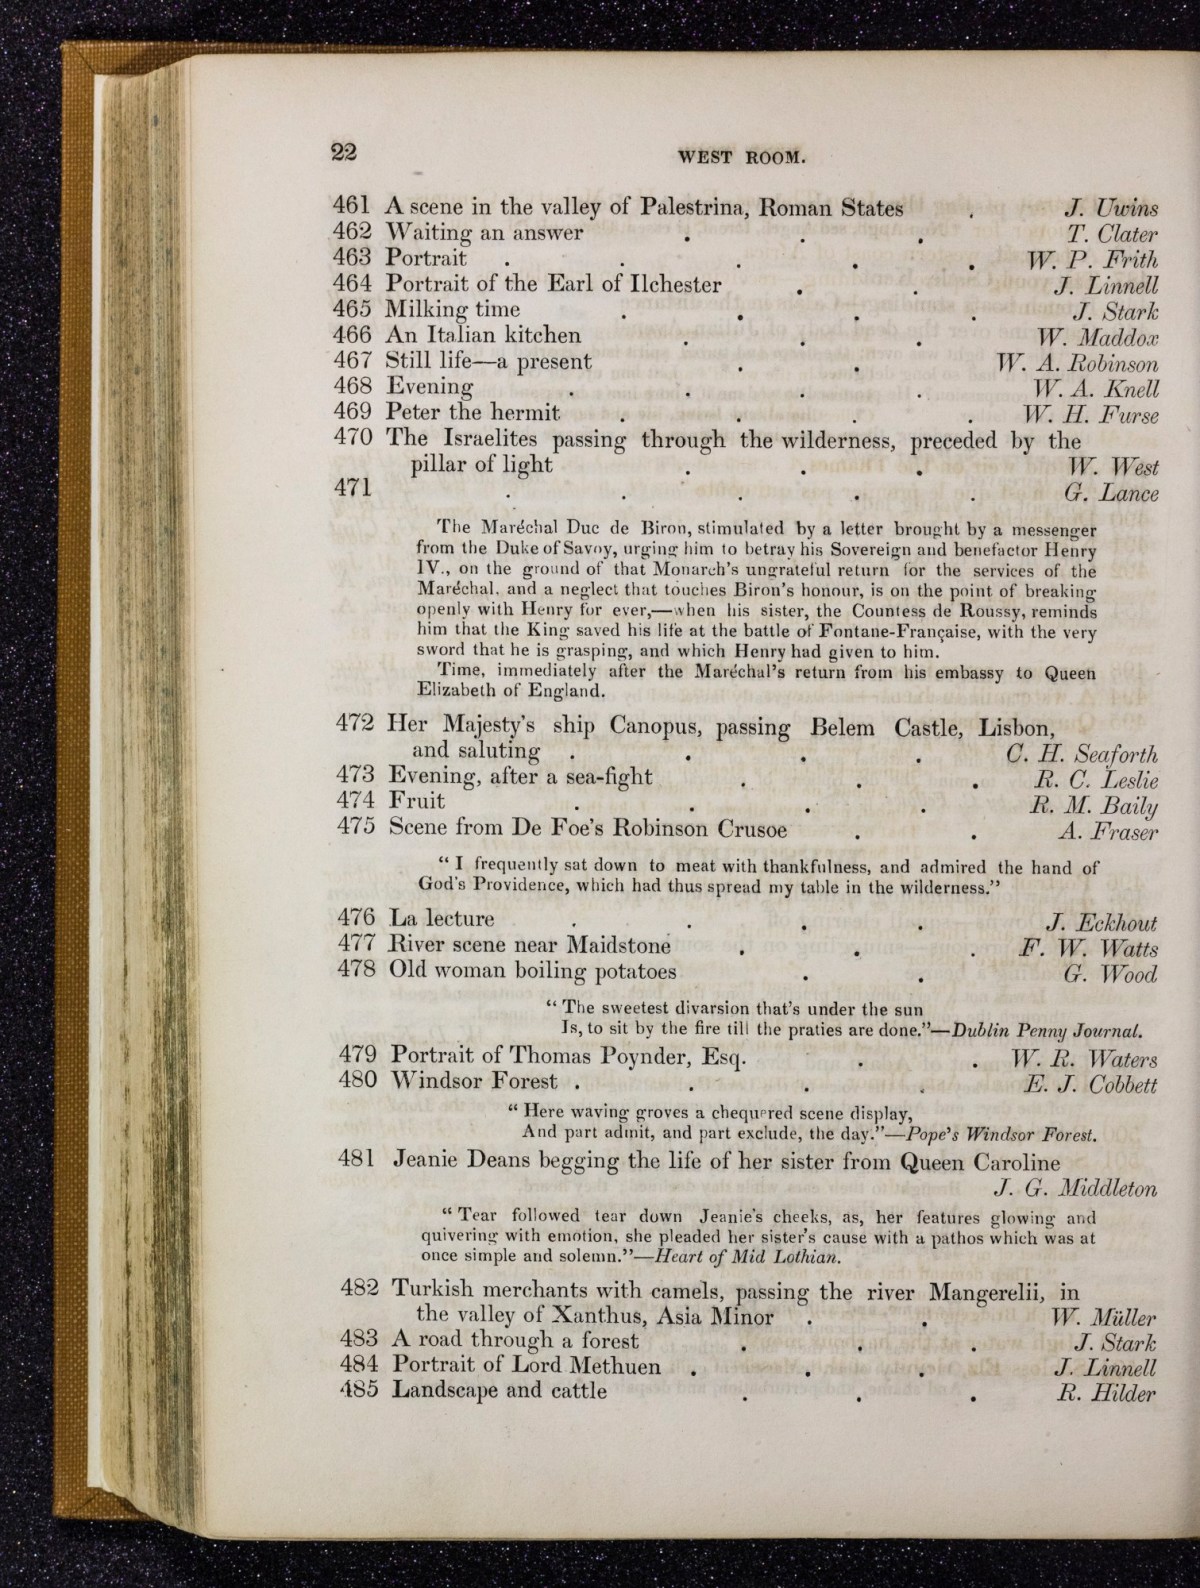 22
WEST ROOM.
461 A scene in the valley of Palestrina, Roman States . J. Uwins
462 Waiting an answer . . . T. Clater
463 Portrait . . . . . W. P. Frith
464 Portrait of the Earl of Ilchester . . J. Linnell
465 Milking time . . . . J. Stark
466 An Italian kitchen . . . W. Maddox
467 Still life—a present . . W. A. Robinson
468 Evening . . . . W. A. Knell
469 Peter the hermit . . . . W. H. Furse
470 The Israelites passing through the wilderness, preceded by the
pillar of light . . . W. West
471 . . . . . G. Lance
The Maréchal Duc de Biron, stimulated by a letter brought by a messenger
from the Duke of Savoy, urging him to betray his Sovereign and benefactor Henry
IV., on the ground of that Monarch's ungrateful return for the services of the
Maréchal, and a neglect that touches Biron's honour, is on the point of breaking
openly with Henry for ever,—when his sister, the Countess de Roussy, reminds
him that the King saved his life at the battle of Fontane-Française, with the very
sword that he is grasping, and which Henry had given to him.
Time, immediately after the Maréchal's return from his embassy to Queen
Elizabeth of England.
472 Her Majesty's ship Canopus, passing Belem Castle, Lisbon,
and saluting . . . . C. H. Seaforth
473 Evening, after a sea-fight . . . R. C. Leslie
474 Fruit . . . . R. M. Baily
475 Scene from De Foe's Robinson Crusoe . . A. Fraser
“ I frequently sat down to meat with thankfulness, and admired the hand of
God's Providence, which had thus spread my table in the wilderness.”
476 La lecture . . . . J. Eckhout
477 River scene near Maidstone . . . F. W. Watts
478 Old woman boiling potatoes . . G. Wood
“ The sweetest divarsion that's under the sun
Is, to sit by the fire till the praties are done.”—Dublin Penny Journal.
479 Portrait of Thomas Poynder, Esq. . . W. R. Waters
480 Windsor Forest . . . . E. J. Cobbett
“ Here waving groves a chequered scene display,
And part admit, and part exclude, the day.”—Pope's Windsor Forest.
481 Jeanie Deans begging the life of her sister from Queen Caroline
J. G. Middleton
“ Tear followed tear down Jeanie's cheeks, as, her features glowing and
quivering with emotion, she pleaded her sister's cause with a pathos which was at
once simple and solemn.”—Heart of Mid Lothian.
482 Turkish merchants with camels, passing the river Mangerelii, in
the valley of Xanthus, Asia Minor . . W. Müller
483 A road through a forest . . . J. Stark
484 Portrait of Lord Methuen . . . J. Linnell
485 Landscape and cattle . . . R. Hilder